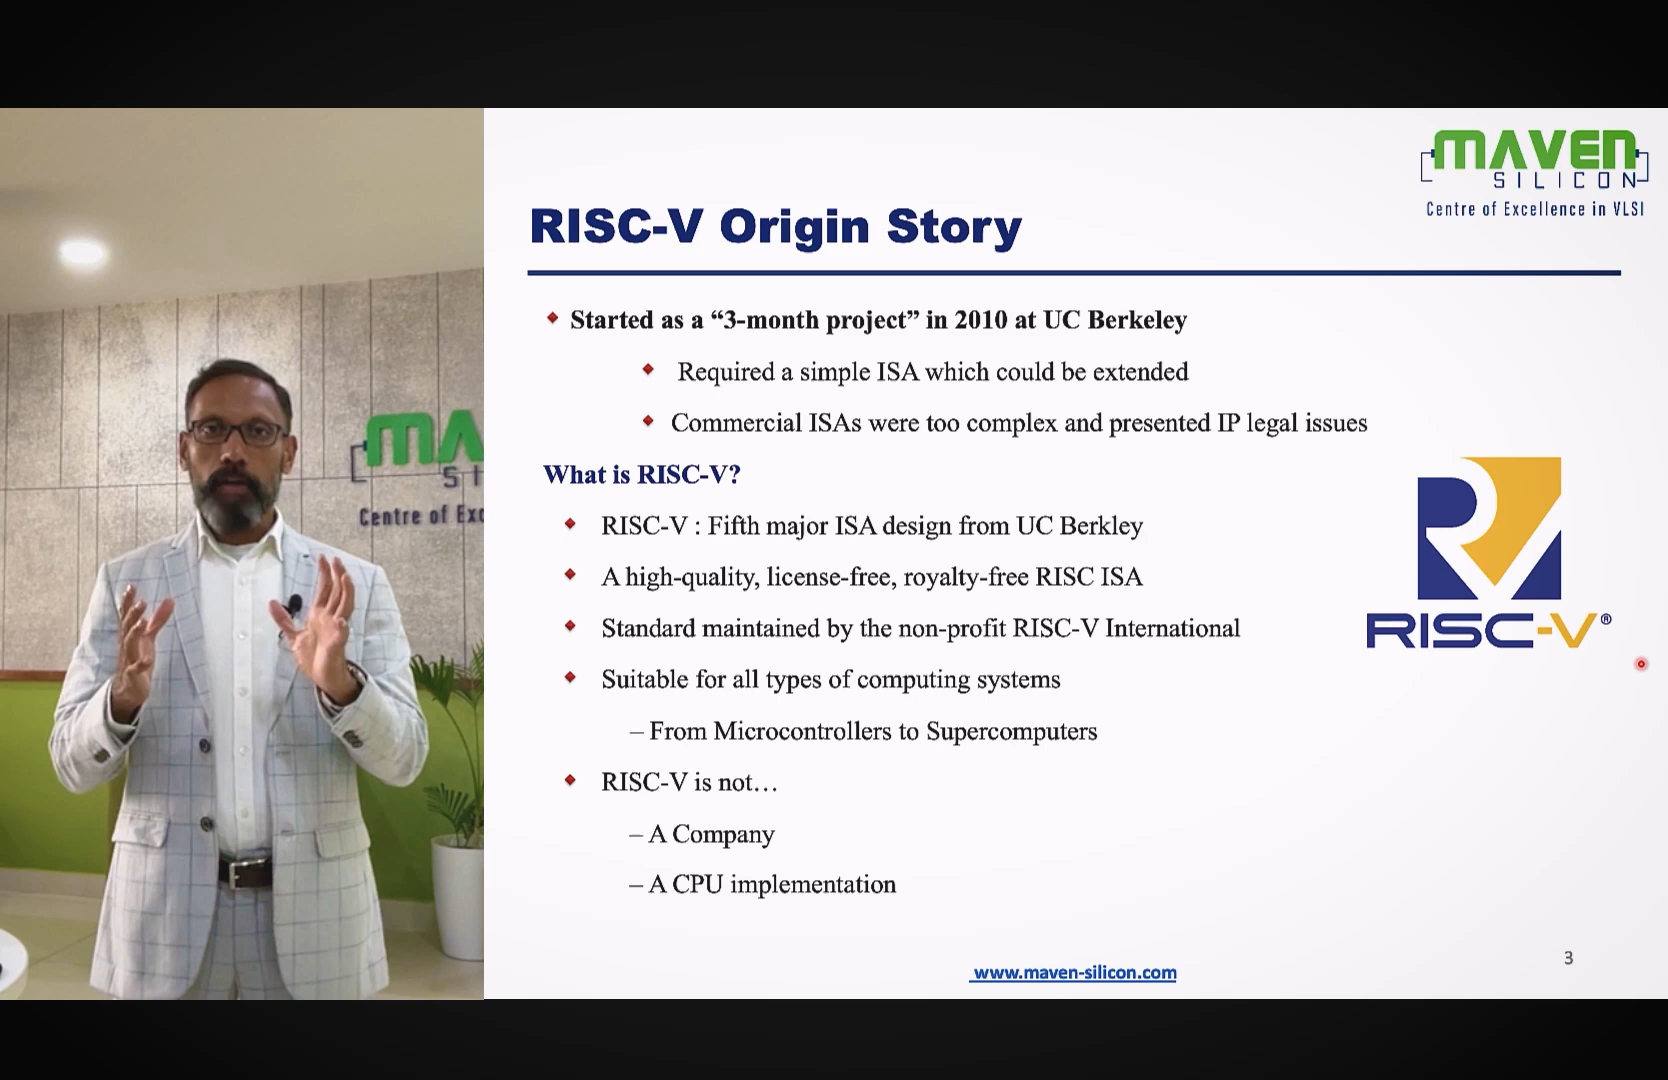 MAVEN
SILICON
Centre of Excellence in VLSI
RISC-V Origin Story
Started as a “3-month project” in 2010 at UC Berkeley
Required a simple ISA which could be extended
Commercial ISAs were too complex and presented IP legal issues
What is RISC-V?
RISC-V : Fifth major ISA design from UC Berkley
A high-quality, license-free, royalty-free RISC ISA
Standard maintained by the non-profit RISC-V International
Suitable for all types of computing systems
– From Microcontrollers to Supercomputers
RISC-V is not…
– A Company
– A CPU implementation
RISC-V®
MA
SI
Centre of Exc
www.maven-silicon.com
3